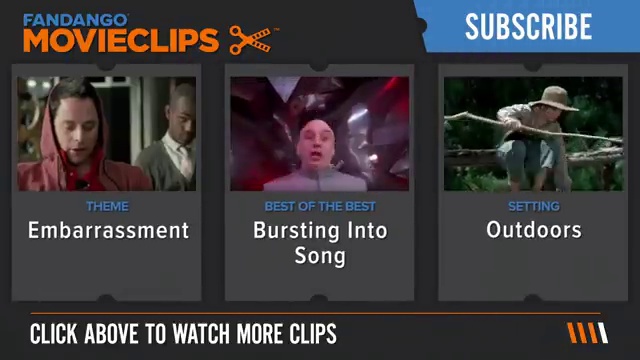 FANDANGO
MOVIECLIPS™
SUBSCRIBE
THEME
Embarrassment
BEST OF THE BEST
Bursting Into
Song
SETTING
Outdoors
CLICK ABOVE TO WATCH MORE CLIPS